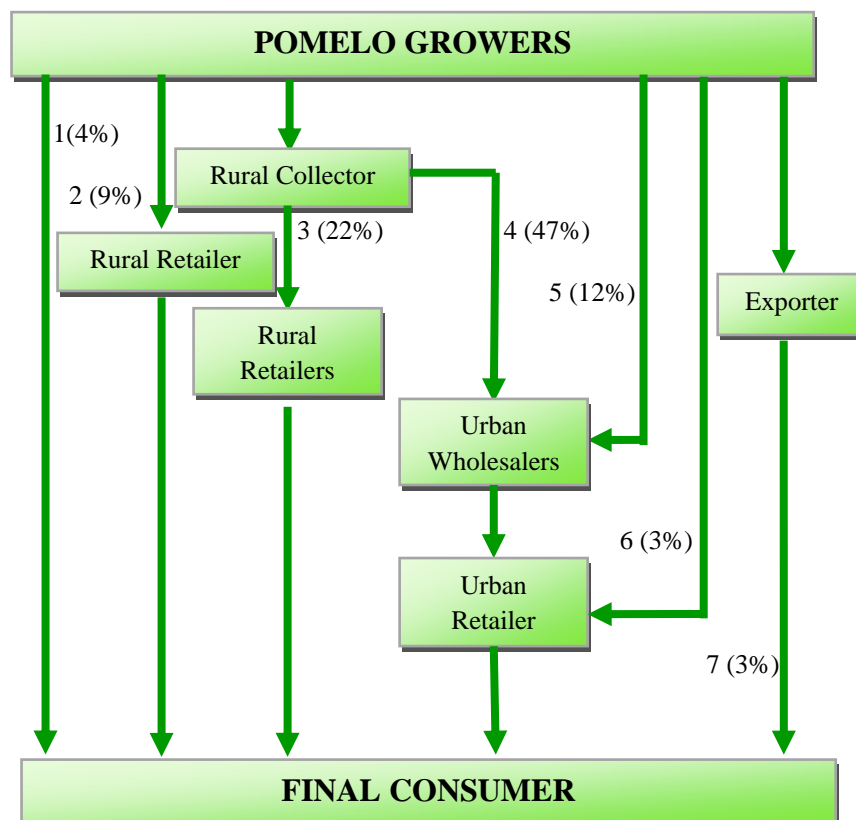 POMELO GROWERS
1(4%)
Rural Collector
2 (9%)
3 (22%)
4 (47%)
Rural Retailer
5 (12%)
Exporter
Rural
Retailers
Urban
Wholesalers
6 (3%)
Urban
Retailer
7 (3%)
FINAL CONSUMER